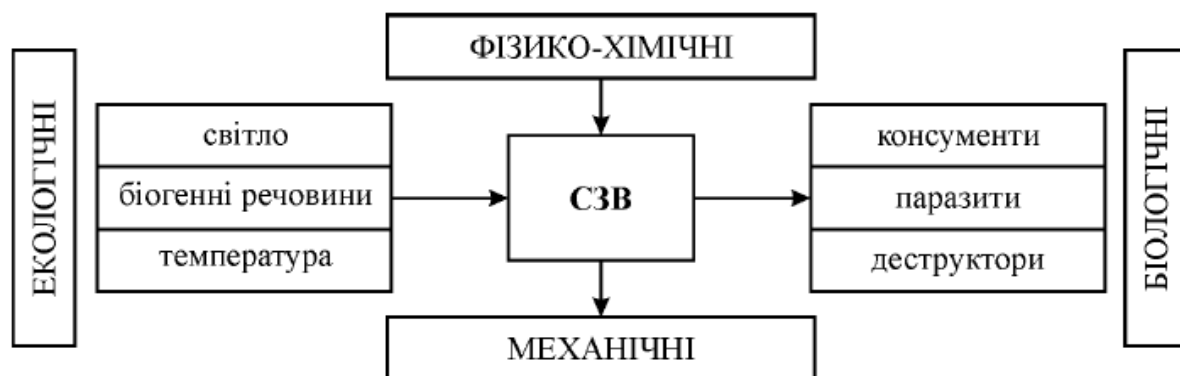 ФІЗИКО-ХІМІЧНІ
ЕКОЛОГІЧНІ
світло
біогенні речовини
температура
СЗВ
консументи
паразити
деструктори
БІОЛОГІЧНІ
МЕХАНІЧНІ